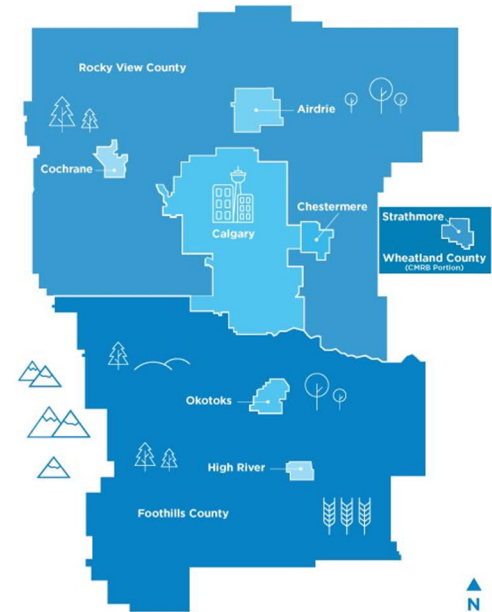 Rocky View County
Airdrie
Cochrane
Chestermere
Calgary
Strathmore
Wheatland County
(CMRB Portion)
Okotoks
High River
Foothills County
N